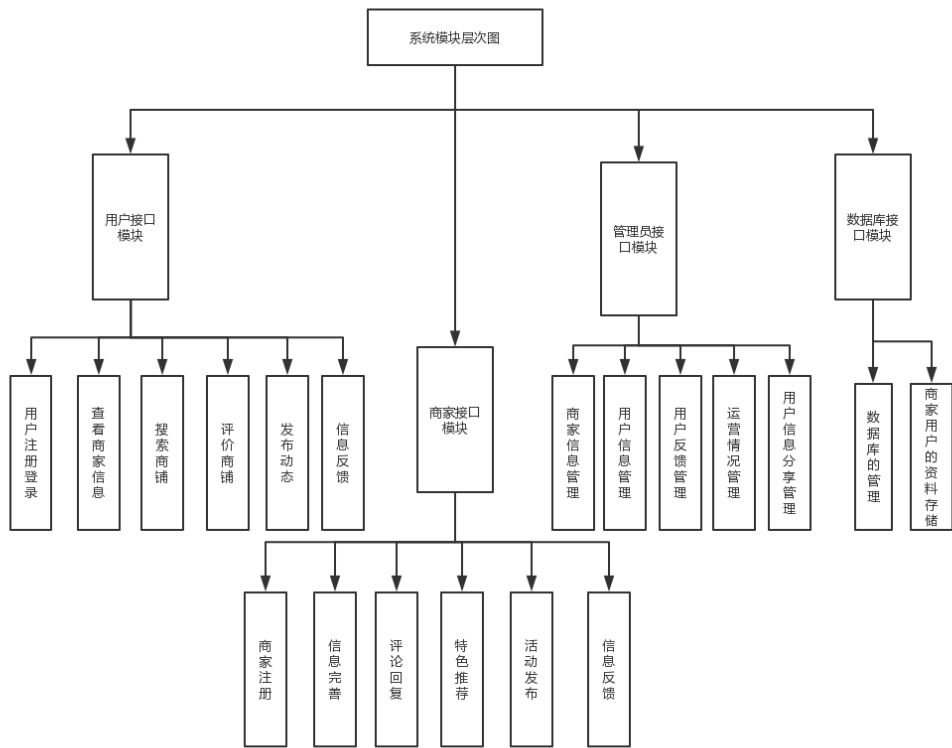 系统模块层次图
用户接口
模块
管理员接
口模块
数据库接
口模块
商家接口
模块
用户注册登录
查看商家信息
搜索商铺
评价商铺
发布动态
信息反馈
商家信息管理
用户信息管理
用户反馈管理
运营情况管理
用户信息分享管理
数据库的管理
商家用户的资料存储
商家注册
信息完善
评论回复
特色推荐
活动发布
信息反馈